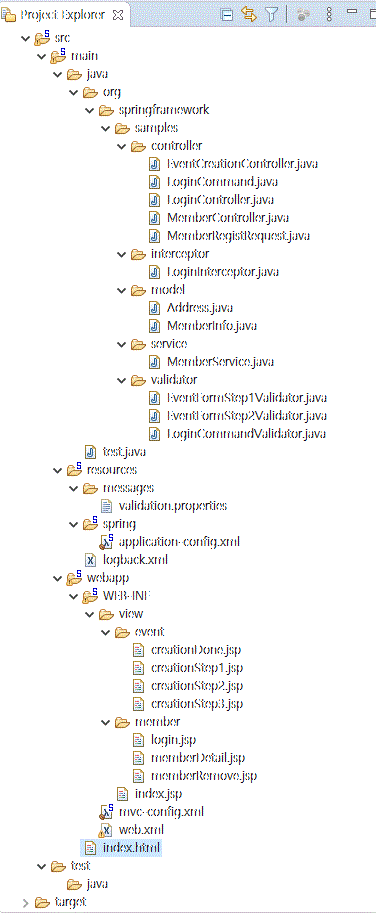 Project Explorer
src
main
java
org
springframework
samples
controller
EventCreationController.java
LoginCommand.java
LoginController.java
MemberController.java
MemberRegistRequest.java
interceptor
LoginInterceptor.java
model
Address.java
MemberInfo.java
service
MemberService.java
validator
EventFormStep1Validator.java
EventFormStep2Validator.java
LoginCommandValidator.java
test.java
resources
messages
validation.properties
spring
application-config.xml
logback.xml
webapp
WEB-INF
view
event
creationDone.jsp
creationStep1.jsp
creationStep2.jsp
creationStep3.jsp
member
login.jsp
memberDetail.jsp
memberRemove.jsp
index.jsp
mvc-config.xml
web.xml
index.html
test
java
target